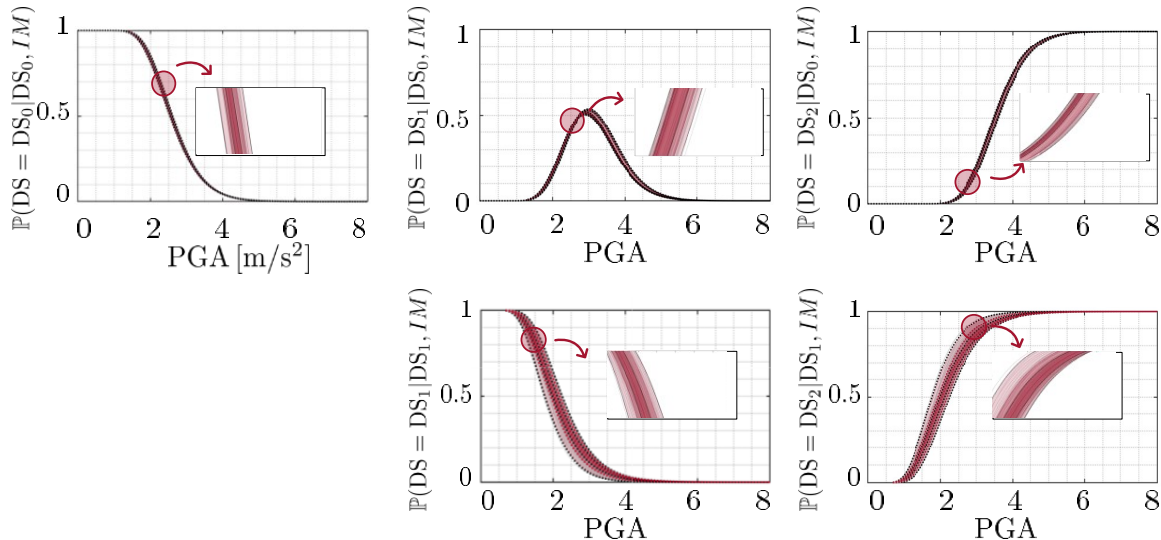 ℙ(DS = DS₀|DS₀, IM)
1
0.5
0
0 2 4 6 8
PGA [m/s²]
ℙ(DS = DS₁|DS₀, IM)
1
0.5
0
0 2 4 6 8
PGA
ℙ(DS = DS₂|DS₀, IM)
1
0.5
0
0 2 4 6 8
PGA
ℙ(DS = DS₁|DS₁, IM)
1
0.5
0
0 2 4 6 8
PGA
ℙ(DS = DS₂|DS₁, IM)
1
0.5
0
0 2 4 6 8
PGA